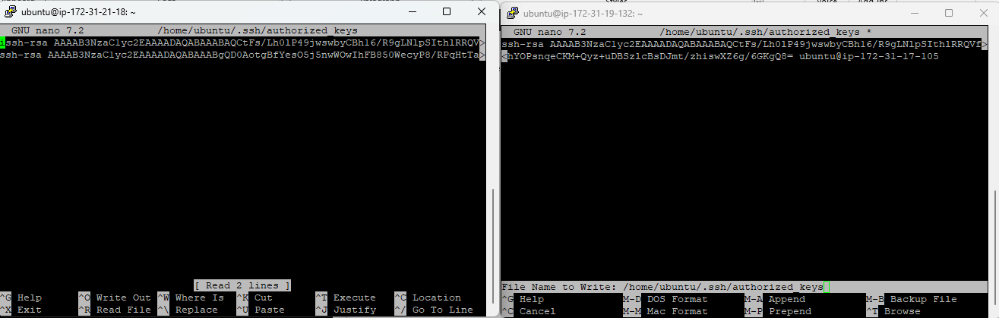 ubuntu@ip-172-31-21-18: ~
GNU nano 7.2 /home/ubuntu/.ssh/authorized_keys
issh-rsa AAAAB3NzaC1yc2EAAAADAQABAAABAQCtFs/Lh0lP49jwswbyCBhl6/R9gLNlpSIthlRRQV>
ssh-rsa AAAAB3NzaC1yc2EAAAADAQABAAABgQD0AotgBfYesO5j5nwWOwIhFB850WecyP8/RPqHtTa>
[ Read 2 lines ]
^G Help ^O Write Out ^W Where Is ^K Cut ^T Execute ^C Location
^X Exit ^R Read File ^\ Replace ^U Paste ^J Justify ^/ Go To Line
ubuntu@ip-172-31-19-132: ~
GNU nano 7.2 /home/ubuntu/.ssh/authorized_keys *
ssh-rsa AAAAB3NzaC1yc2EAAAADAQABAAABAQCtFs/Lh0lP49jwswbyCBhl6/R9gLNlpSIthlRRQVf>
<hYOPsnqeCKM+Qyz+uDBSzlcBsDJmt/zhiswXZ6g/6GKgQ8= ubuntu@ip-172-31-17-105
File Name to Write: /home/ubuntu/.ssh/authorized_keys
^G Help M-D DOS Format M-A Append M-B Backup File
^C Cancel M-M Mac Format M-P Prepend ^T Browse